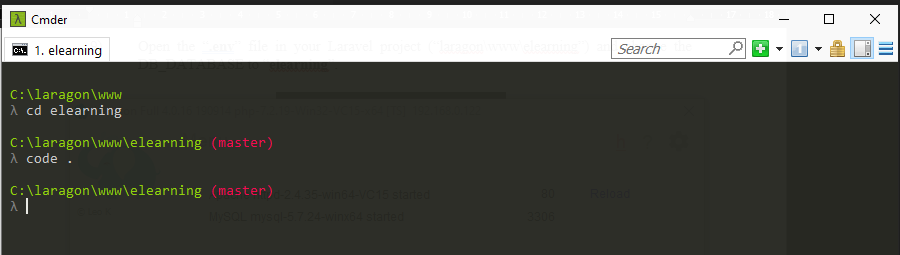 Cmder
1. elearning
Search
C:\laragon\www
λ cd elearning
C:\laragon\www\elearning (master)
λ code .
C:\laragon\www\elearning (master)
λ